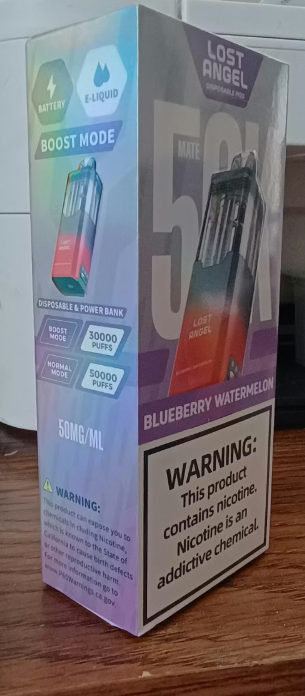 BATTERY
E-LIQUID
BOOST MODE
LOST
ANGEL
DISPOSABLE & POWER BANK
BOOST
MODE
30000
PUFFS
NORMAL
MODE
50000
PUFFS
50MG/ML
WARNING:
This product can expose you to
chemicals including Nicotine,
which is known to the State of
California to cause birth defects
or other reproductive harm.
For more information go to
www.P65Warnings.ca.gov.
LOST
ANGEL
DISPOSABLE POD
MATE
50K
LOST
ANGEL
BLUEBERRY WATERMELON
WARNING:
This product
contains nicotine.
Nicotine is an
addictive chemical.